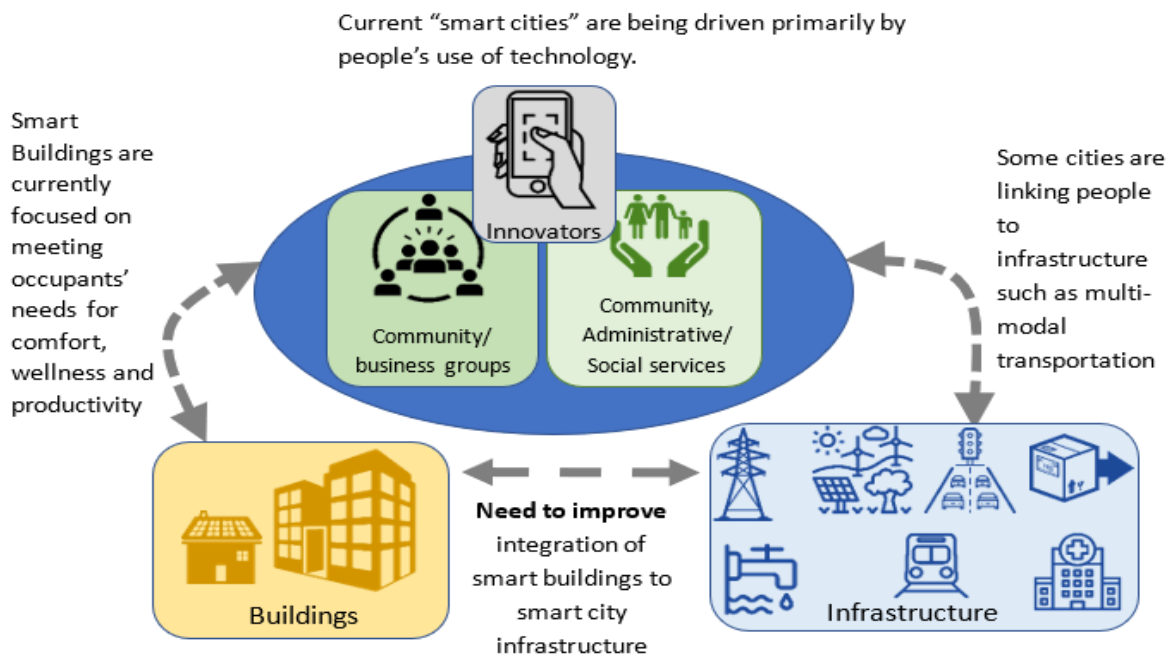 Current “smart cities” are being driven primarily by
people’s use of technology.
Smart
Buildings are
currently
focused on
meeting
occupants’
needs for
comfort,
wellness and
productivity
Innovators
Community/
business groups
Community,
Administrative/
Social services
Some cities are
linking people
to
infrastructure
such as multi-
modal
transportation
Buildings
Need to improve
integration of
smart buildings to
smart city
infrastructure
Infrastructure